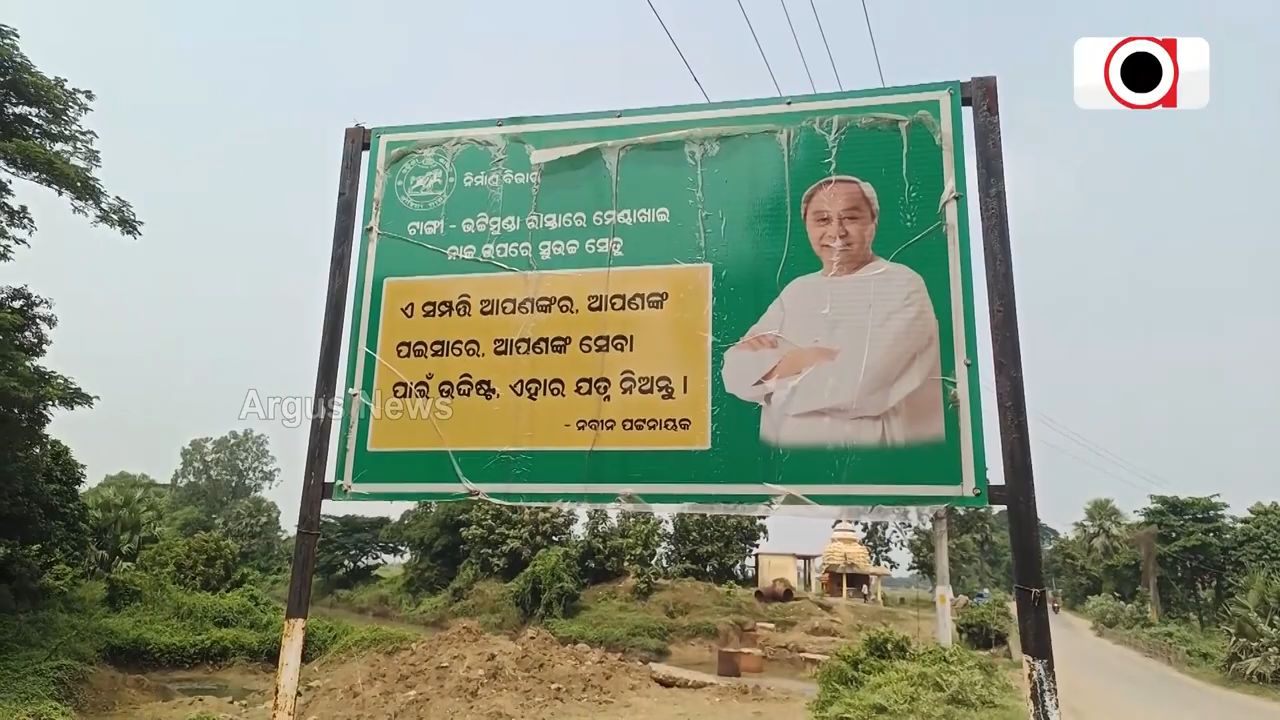 ନିର୍ମାଣ ବିଭାଗ
ଟାଙ୍ଗୀ - ଭଟିମୁଣ୍ଡା ରାସ୍ତାରେ ମେଣ୍ଢାଖାଇ
ନାଳ ଉପରେ ସୁଉଚ୍ଚ ସେତୁ
ଏ ସମ୍ପତ୍ତି ଆପଣଙ୍କର, ଆପଣଙ୍କ
ପଇସାରେ, ଆପଣଙ୍କ ସେବା
ପାଇଁ ଉଦ୍ଦିଷ୍ଟ, ଏହାର ଯତ୍ନ ନିଅନ୍ତୁ ।
- ନବୀନ ପଟ୍ଟନାୟକ
Argus News